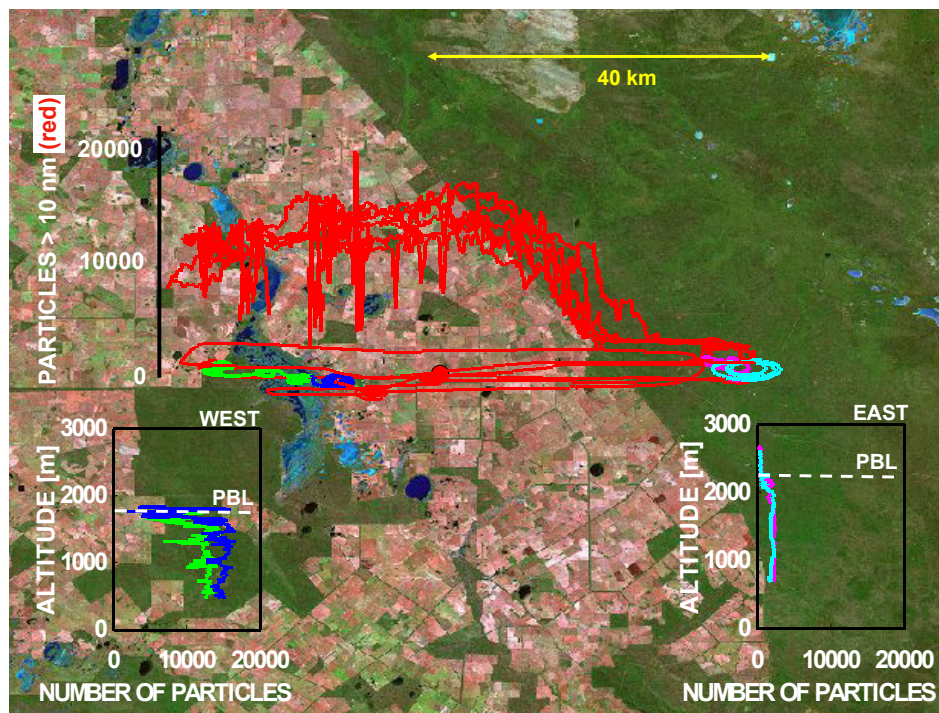 40 km
PARTICLES > 10 nm (red)
20000
10000
0
WEST
3000
2000
1000
0
ALTITUDE [m]
PBL
0 10000 20000
NUMBER OF PARTICLES
EAST
3000
2000
1000
0
ALTITUDE [m]
PBL
0 10000 20000
NUMBER OF PARTICLES